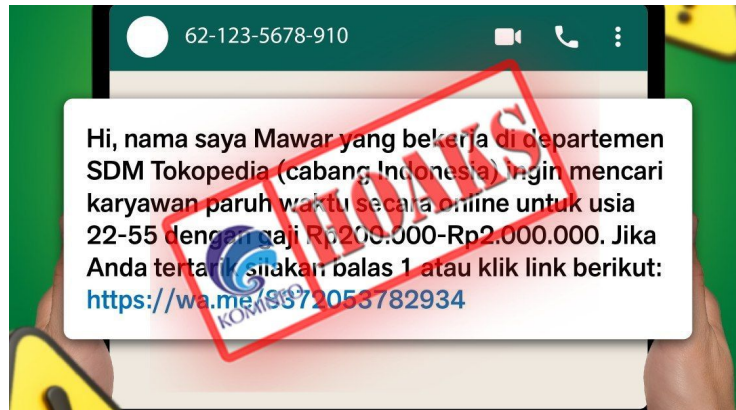 62-123-5678-910
Hi, nama saya Mawar yang bekerja di departemen
SDM Tokopedia (cabang Indonesia) ingin mencari
karyawan paruh waktu secara online untuk usia
22-55 dengan gaji Rp200.000-Rp2.000.000. Jika
Anda tertarik silakan balas 1 atau klik link berikut:
https://wa.me/9372053782934
HOAKS
KOMINFO